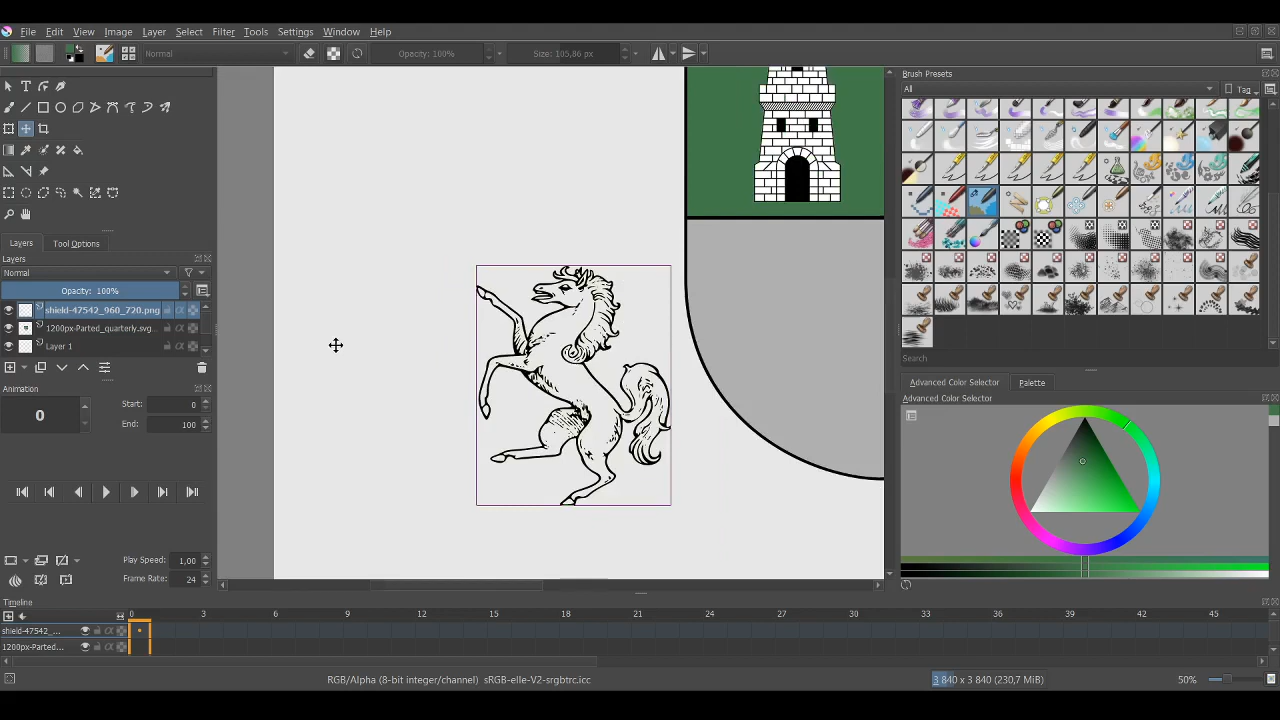 File Edit View Image Layer Select Filter Tools Settings Window Help
Normal Opacity: 100% Size: 105,86 px
Layers Tool Options
Layers
Normal
Opacity: 100%
shield-47542_960_720.png
1200px-Parted_quarterly.svg...
Layer 1
Animation
0 Start: 0
End: 100
Play Speed: 1,00
Frame Rate: 24
Brush Presets
All Tag
Search
Advanced Color Selector Palette
Advanced Color Selector
Timeline
0 3 6 9 12 15 18 21 24 27 30 33 36 39 42 45
shield-47542_...
1200px-Parted...
RGB/Alpha (8-bit integer/channel) sRGB-elle-V2-srgbtrc.icc 3 840 x 3 840 (230,7 MiB) 50%